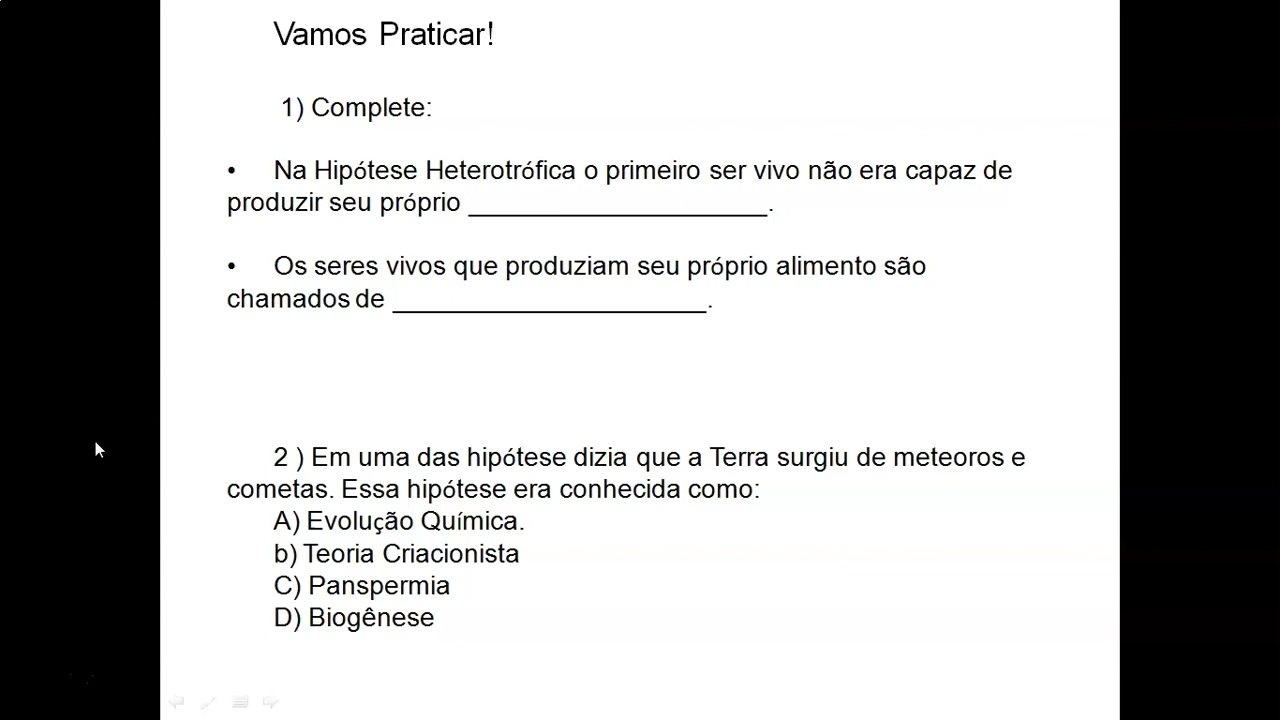 Vamos Praticar!
1) Complete:
• Na Hipótese Heterotrófica o primeiro ser vivo não era capaz de
produzir seu próprio _____________________.
• Os seres vivos que produziam seu próprio alimento são
chamados de ______________________.
2 ) Em uma das hipótese dizia que a Terra surgiu de meteoros e
cometas. Essa hipótese era conhecida como:
A) Evolução Química.
b) Teoria Criacionista
C) Panspermia
D) Biogênese